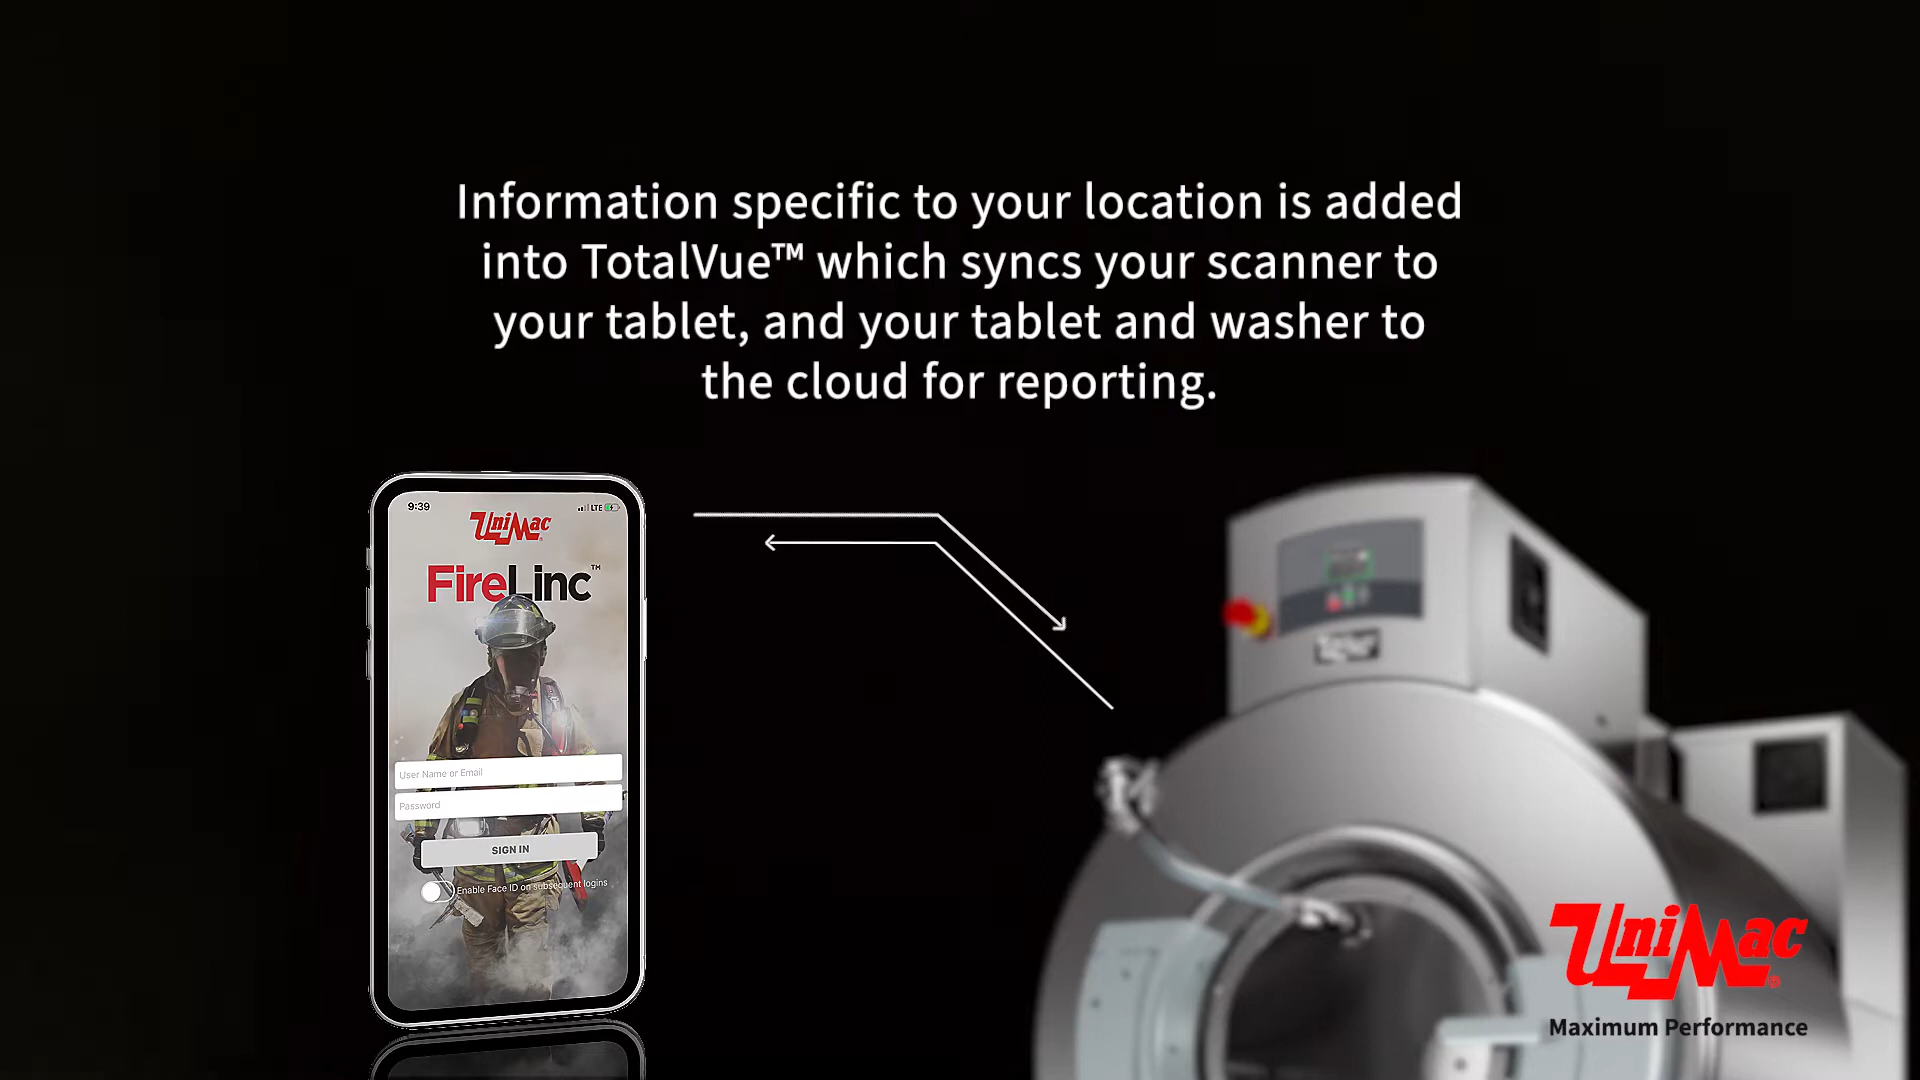 Information specific to your location is added
into TotalVue™ which syncs your scanner to
your tablet, and your tablet and washer to
the cloud for reporting.
9:39
LTE
UniMac®
FireLinc™
User Name or Email
Password
SIGN IN
Enable Face ID on subsequent logins
UniMac®
Maximum Performance